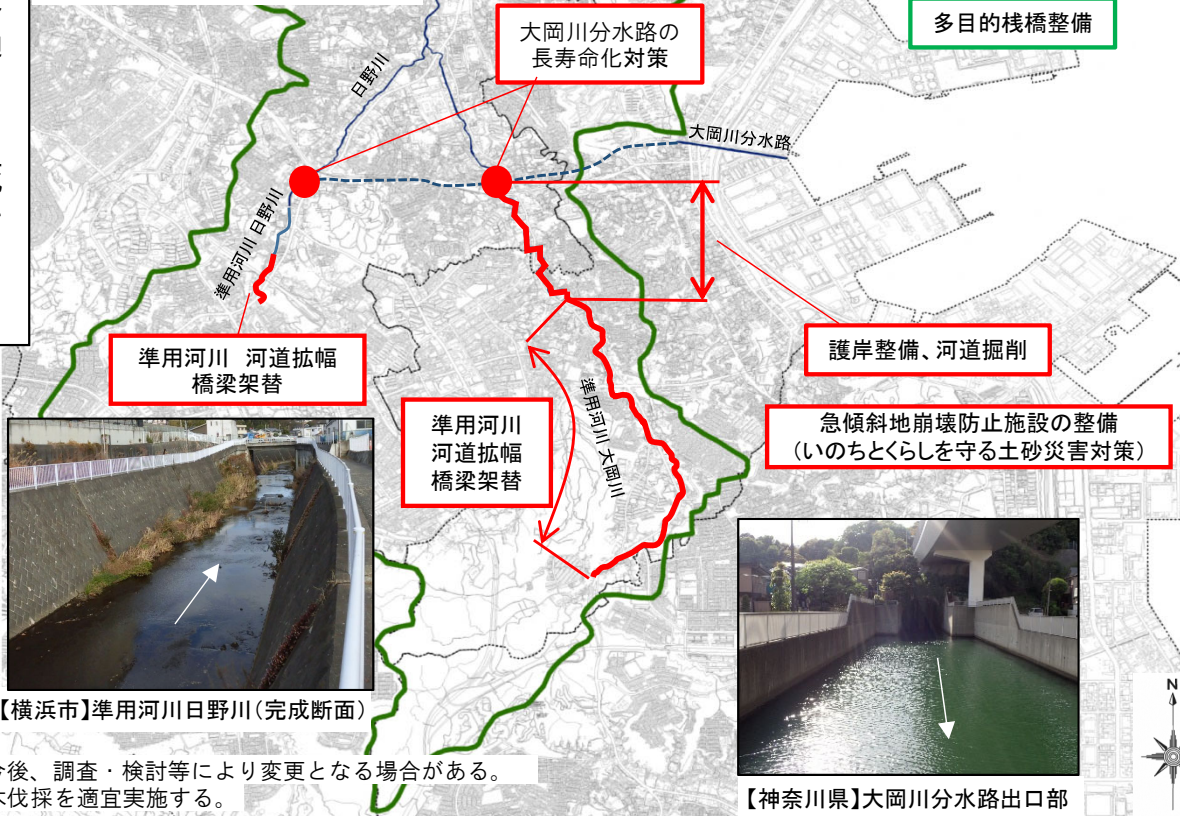 多目的桟橋整備
大岡川分水路の
長寿命化対策
日野川
大岡川分水路
準用河川 日野川
準用河川 河道拡幅
橋梁架替
護岸整備、河道掘削
準用河川
河道拡幅
橋梁架替
準用河川 大岡川
急傾斜地崩壊防止施設の整備
(いのちとくらしを守る土砂災害対策)
【横浜市】準用河川日野川(完成断面)
今後、調査・検討等により変更となる場合がある。
木伐採を適宜実施する。
【神奈川県】大岡川分水路出口部
N